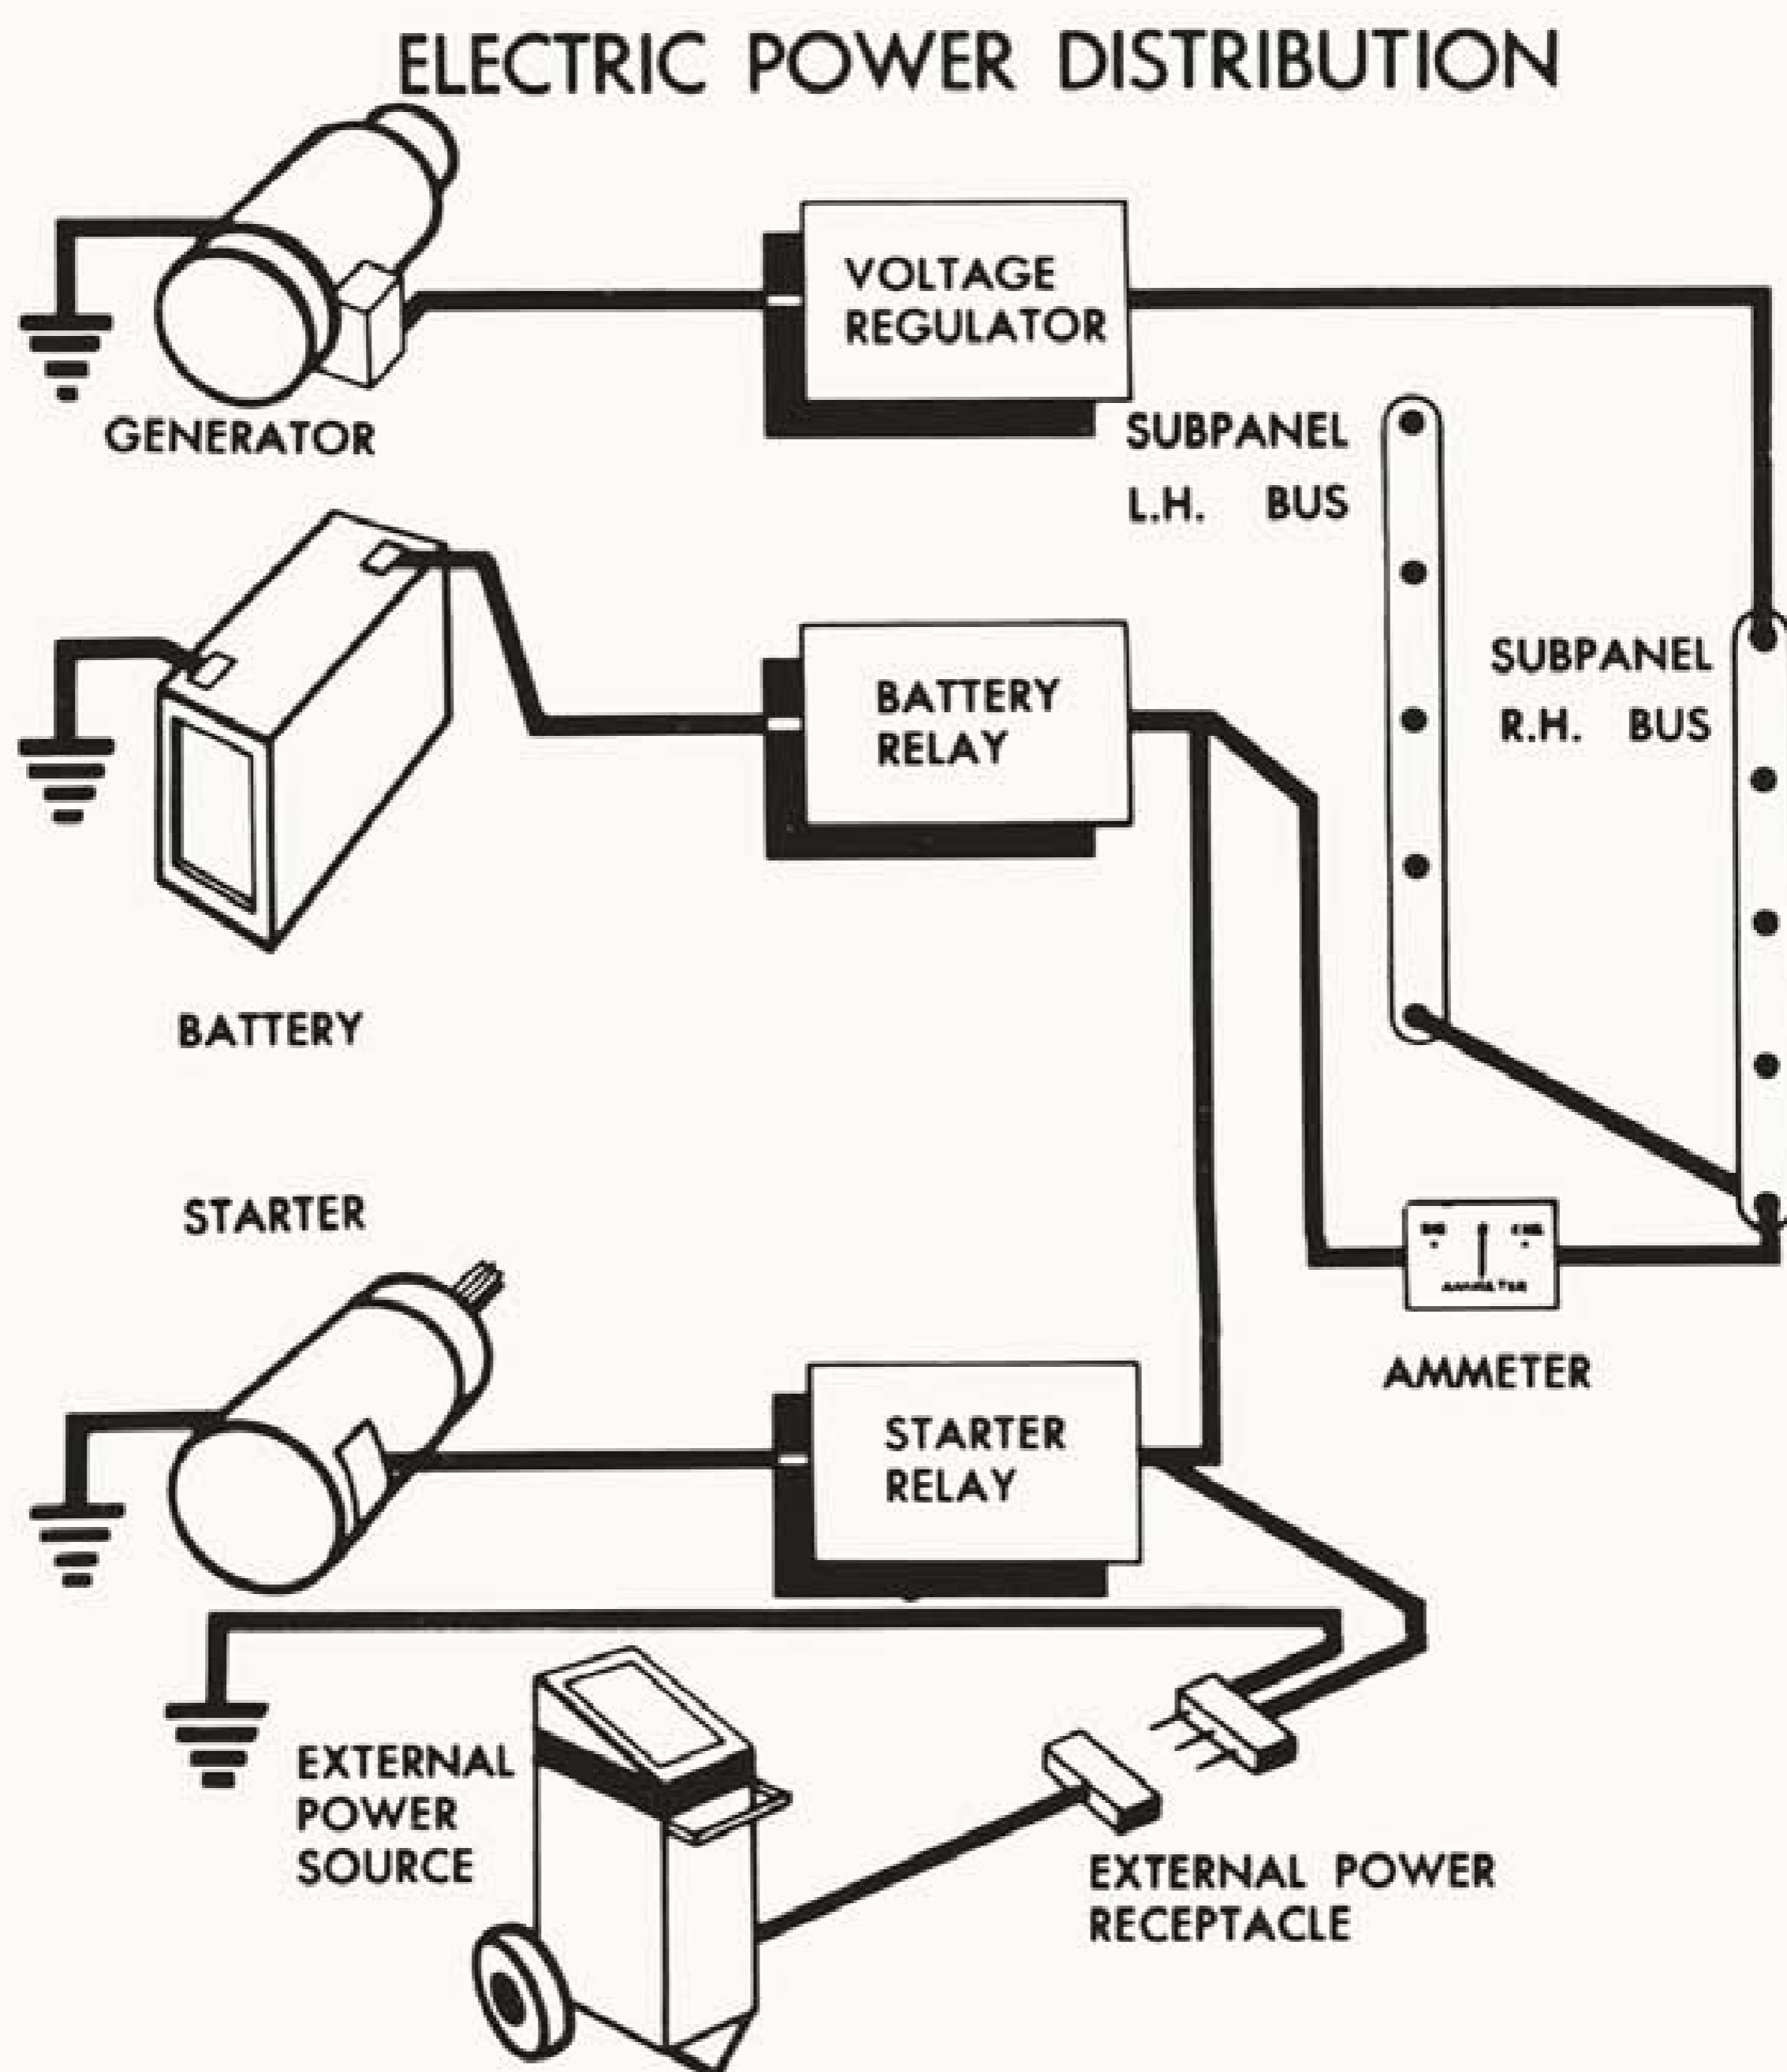 ELECTRIC POWER DISTRIBUTION
VOLTAGE
REGULATOR
GENERATOR
SUBPANEL
L.H. BUS
BATTERY
RELAY
SUBPANEL
R.H. BUS
BATTERY
STARTER
AMMETER
AMMETER
STARTER
RELAY
EXTERNAL
POWER
SOURCE
EXTERNAL POWER
RECEPTACLE